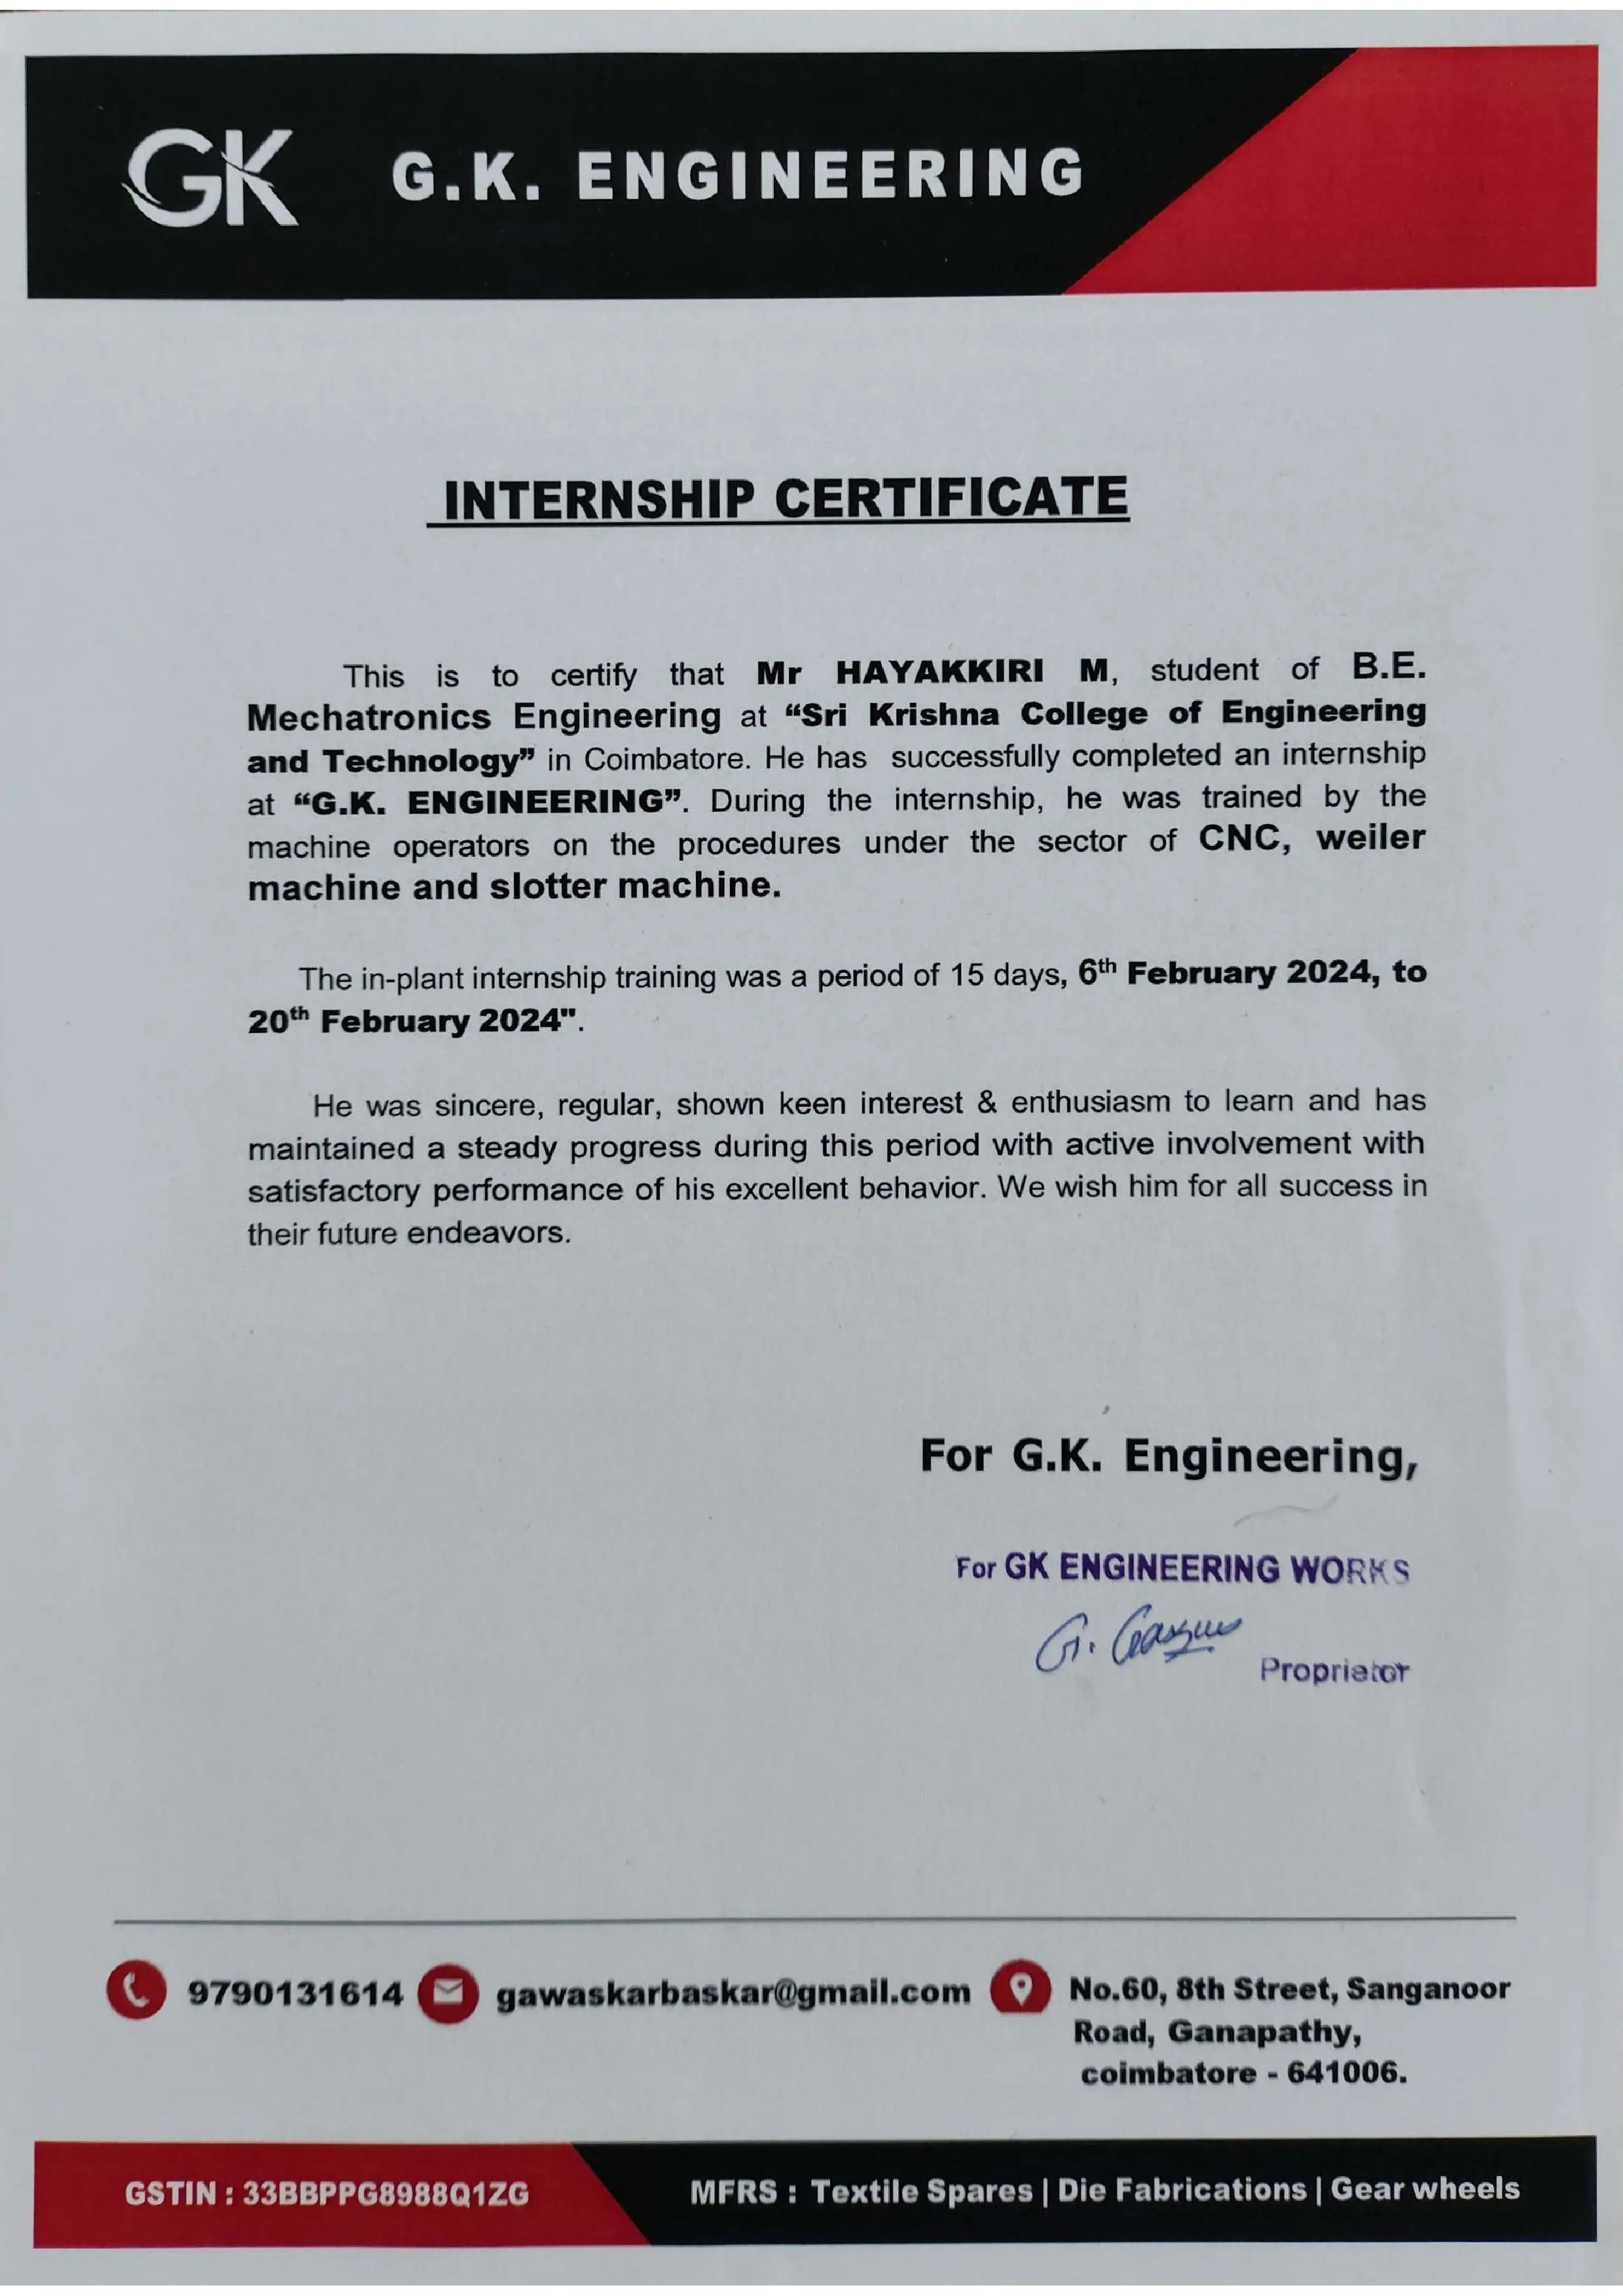 GK G.K. ENGINEERING
INTERNSHIP CERTIFICATE
This is to certify that Mr HAYAKKIRI M, student of B.E.
Mechatronics Engineering at “Sri Krishna College of Engineering
and Technology” in Coimbatore. He has successfully completed an internship
at “G.K. ENGINEERING”. During the internship, he was trained by the
machine operators on the procedures under the sector of CNC, weiler
machine and slotter machine.
The in-plant internship training was a period of 15 days, 6th February 2024, to
20th February 2024".
He was sincere, regular, shown keen interest & enthusiasm to learn and has
maintained a steady progress during this period with active involvement with
satisfactory performance of his excellent behavior. We wish him for all success in
their future endeavors.
For G.K. Engineering,
For GK ENGINEERING WORKS
G.
Proprietor
9790131614 gawaskarbaskar@gmail.com No.60, 8th Street, Sanganoor
Road, Ganapathy,
coimbatore - 641006.
GSTIN : 33BBPPG8988Q1ZG MFRS : Textile Spares | Die Fabrications | Gear wheels